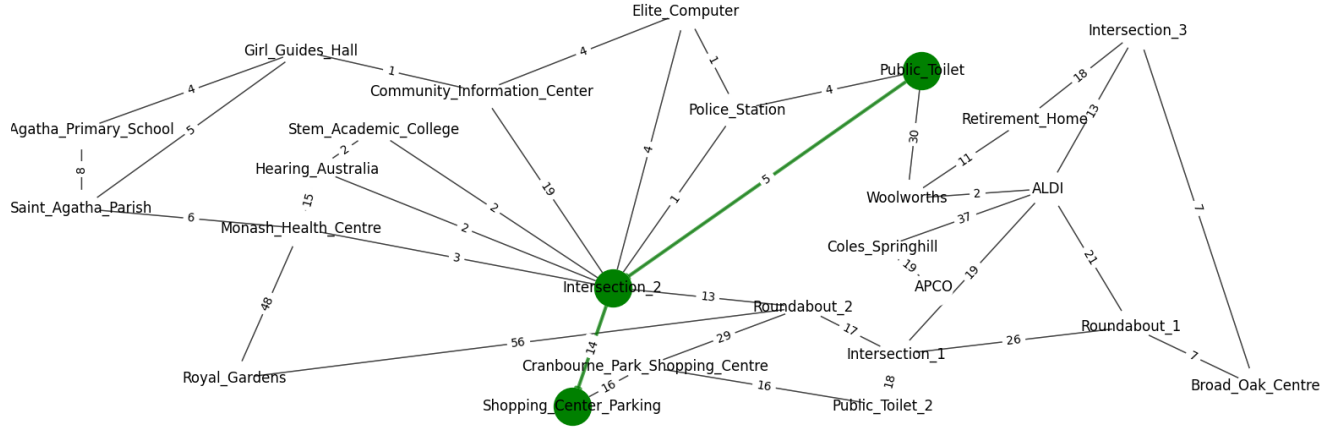 Elite_Computer
Intersection_3
4
Girl_Guides_Hall
1
1
Public_Toilet
18
4
Community_Information_Center
4
Police_Station
13
Retirement_Home
Agatha_Primary_School
Stem_Academic_College
5
30
2
4
11
8
Hearing_Australia
5
19
Woolworths
2
ALDI
15
1
Saint_Agatha_Parish
2
7
6
37
Monash_Health_Centre
2
Coles_Springhill
3
21
19
19
APCO
Intersection_2
13
48
Roundabout_2
Roundabout_1
17
29
56
26
14
Intersection_1
7
Cranbourne_Park_Shopping_Centre
Royal_Gardens
18
16
16
Broad_Oak_Centre
Shopping_Center_Parking
Public_Toilet_2